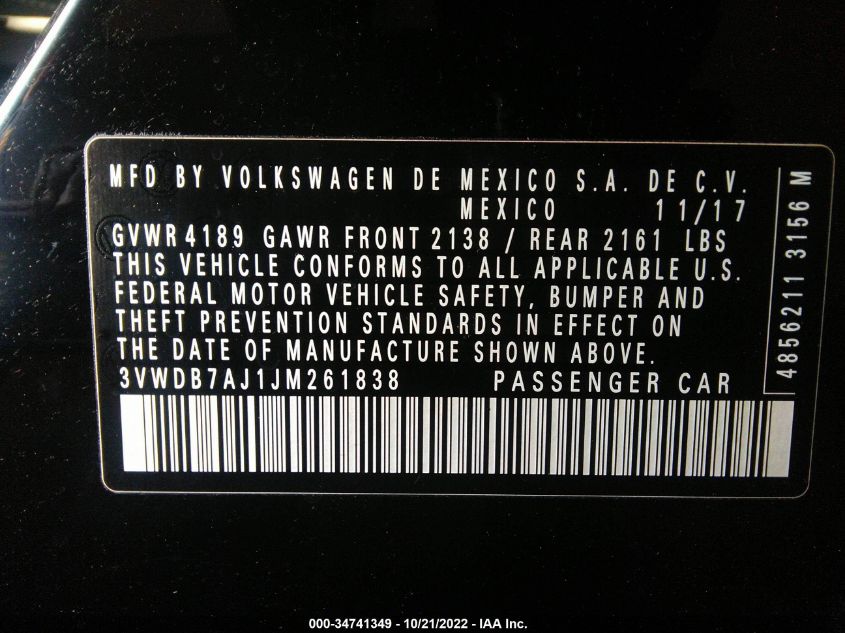 MFD BY VOLKSWAGEN DE MEXICO S.A. DE C.V.
MEXICO 11/17
GVWR 4189 GAWR FRONT 2138 / REAR 2161 LBS
THIS VEHICLE CONFORMS TO ALL APPLICABLE U.S.
FEDERAL MOTOR VEHICLE SAFETY, BUMPER AND
THEFT PREVENTION STANDARDS IN EFFECT ON
THE DATE OF MANUFACTURE SHOWN ABOVE.
3VWDB7AJ1JM261838 PASSENGER CAR
4856211 3156 M
000-34741349 - 10/21/2022 - IAA Inc.